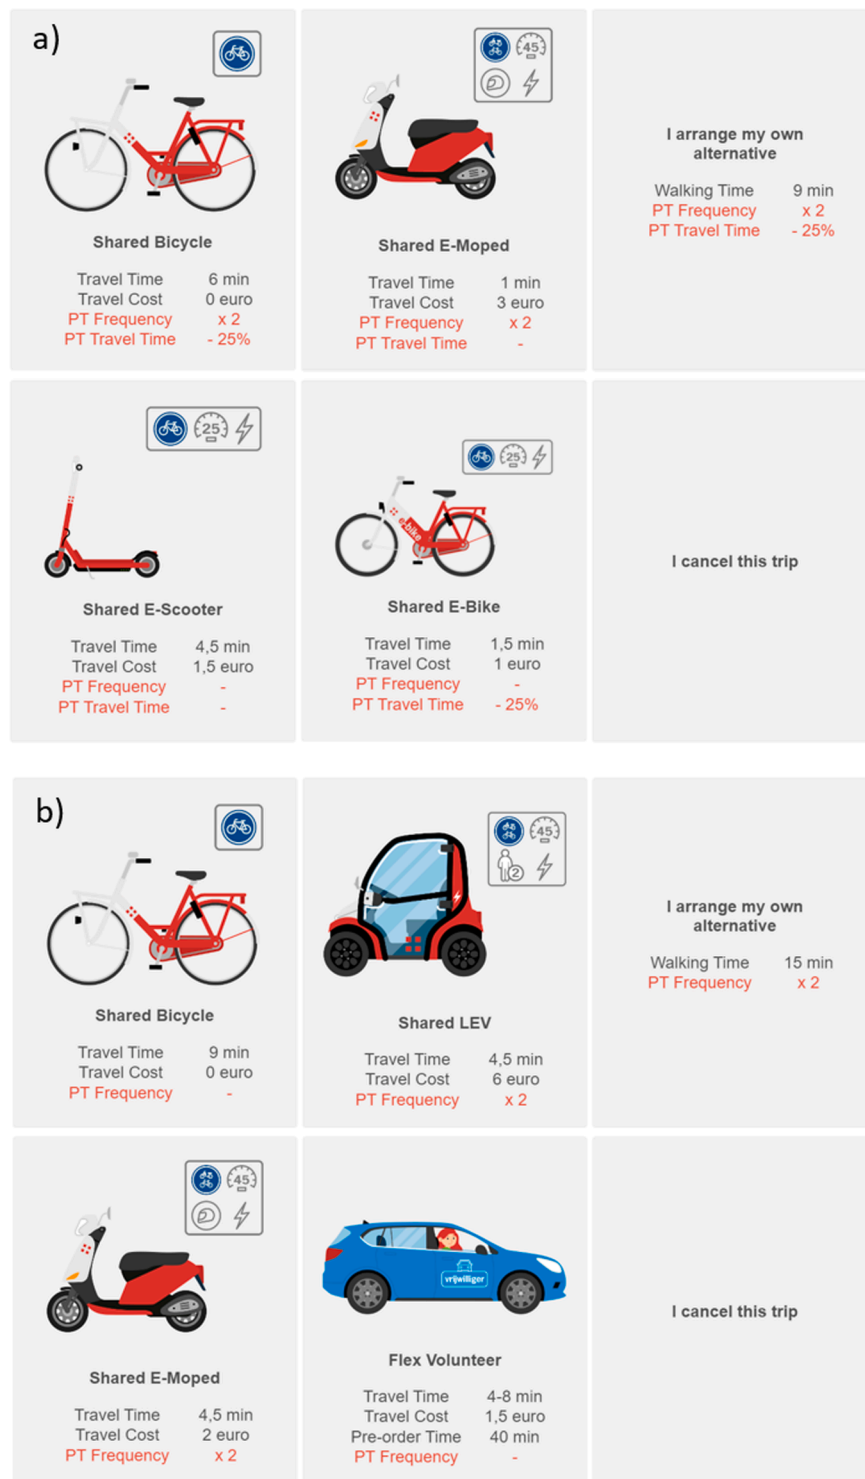 a)
45
Shared Bicycle
Travel Time 6 min
Travel Cost 0 euro
PT Frequency x 2
PT Travel Time - 25%
Shared E-Moped
Travel Time 1 min
Travel Cost 3 euro
PT Frequency x 2
PT Travel Time -
I arrange my own
alternative
Walking Time 9 min
PT Frequency x 2
PT Travel Time - 25%
25
Shared E-Scooter
Travel Time 4,5 min
Travel Cost 1,5 euro
PT Frequency -
PT Travel Time -
25
e-bike
Shared E-Bike
Travel Time 1,5 min
Travel Cost 1 euro
PT Frequency -
PT Travel Time - 25%
I cancel this trip
b)
Shared Bicycle
Travel Time 9 min
Travel Cost 0 euro
PT Frequency -
45
2
Shared LEV
Travel Time 4,5 min
Travel Cost 6 euro
PT Frequency x 2
I arrange my own
alternative
Walking Time 15 min
PT Frequency x 2
45
Shared E-Moped
Travel Time 4,5 min
Travel Cost 2 euro
PT Frequency x 2
vrijwilliger
Flex Volunteer
Travel Time 4-8 min
Travel Cost 1,5 euro
Pre-order Time 40 min
PT Frequency -
I cancel this trip